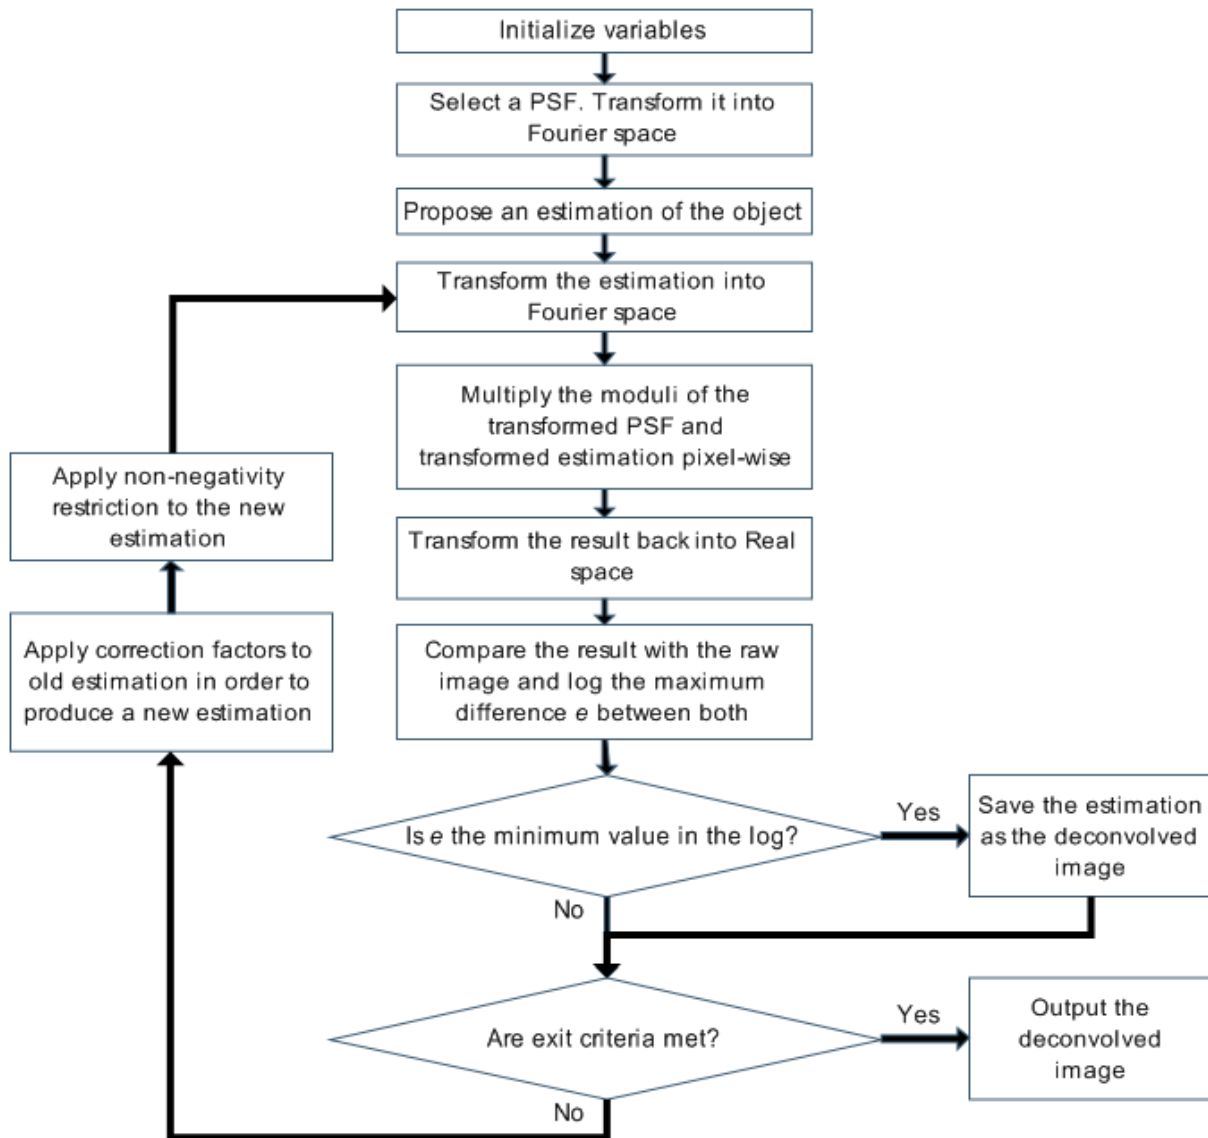 Initialize variables
Select a PSF. Transform it into
Fourier space
Propose an estimation of the object
Transform the estimation into
Fourier space
Multiply the moduli of the
transformed PSF and
transformed estimation pixel-wise
Apply non-negativity
restriction to the new
estimation
Transform the result back into Real
space
Apply correction factors to
old estimation in order to
produce a new estimation
Compare the result with the raw
image and log the maximum
difference e between both
Is e the minimum value in the log?
Yes
Save the estimation
as the deconvolved
image
No
Are exit criteria met?
Yes
Output the
deconvolved
image
No